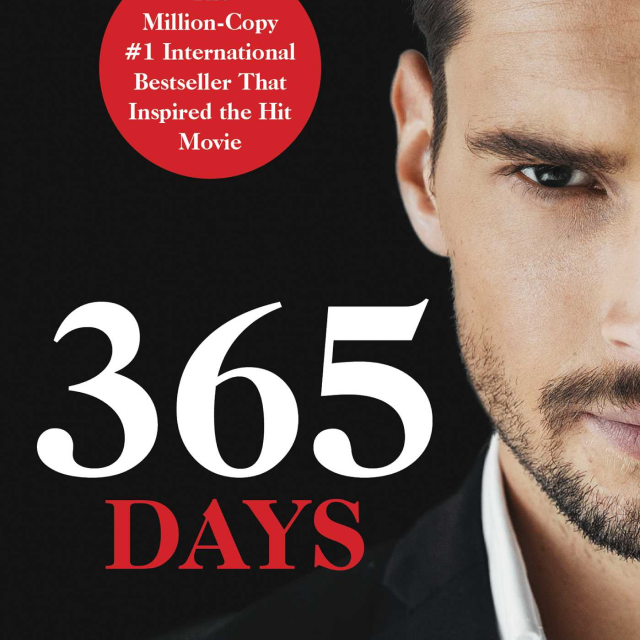 Million-Copy
#1 International
Bestseller That
Inspired the Hit
Movie
365
DAYS